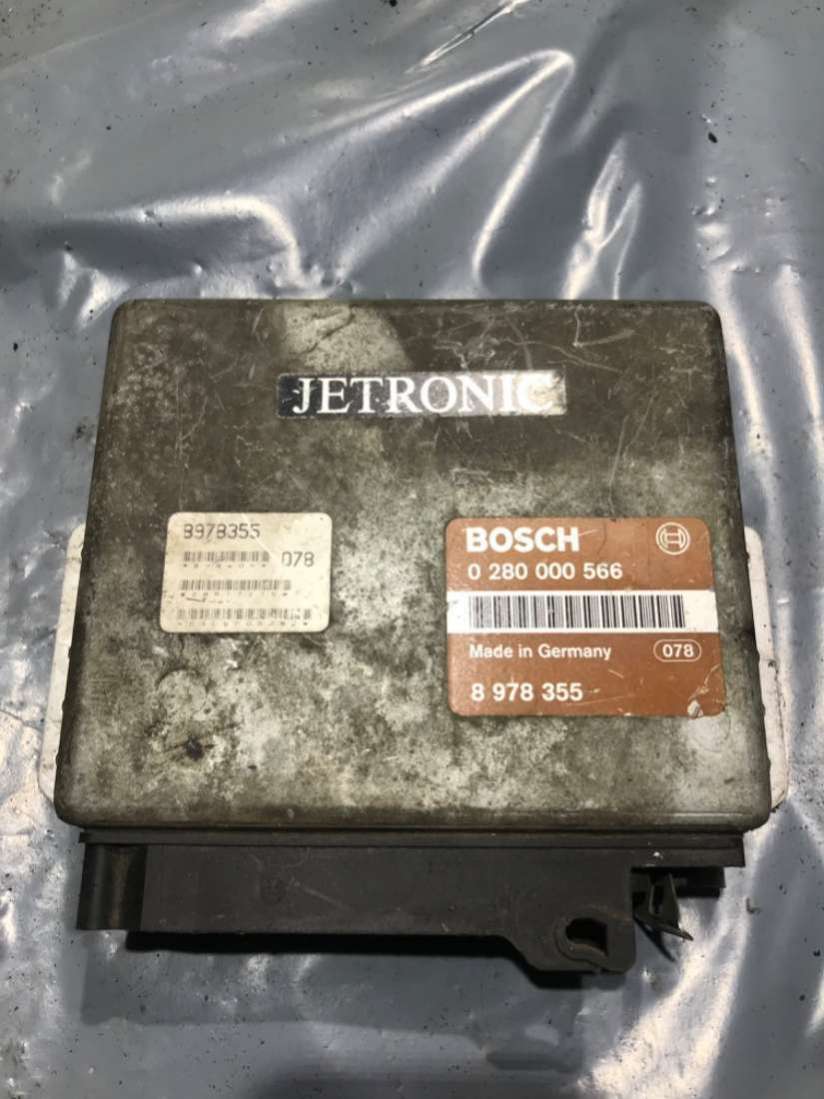 JETRONIC
8978355
078
BOSCH
0 280 000 566
Made in Germany 078
8 978 355